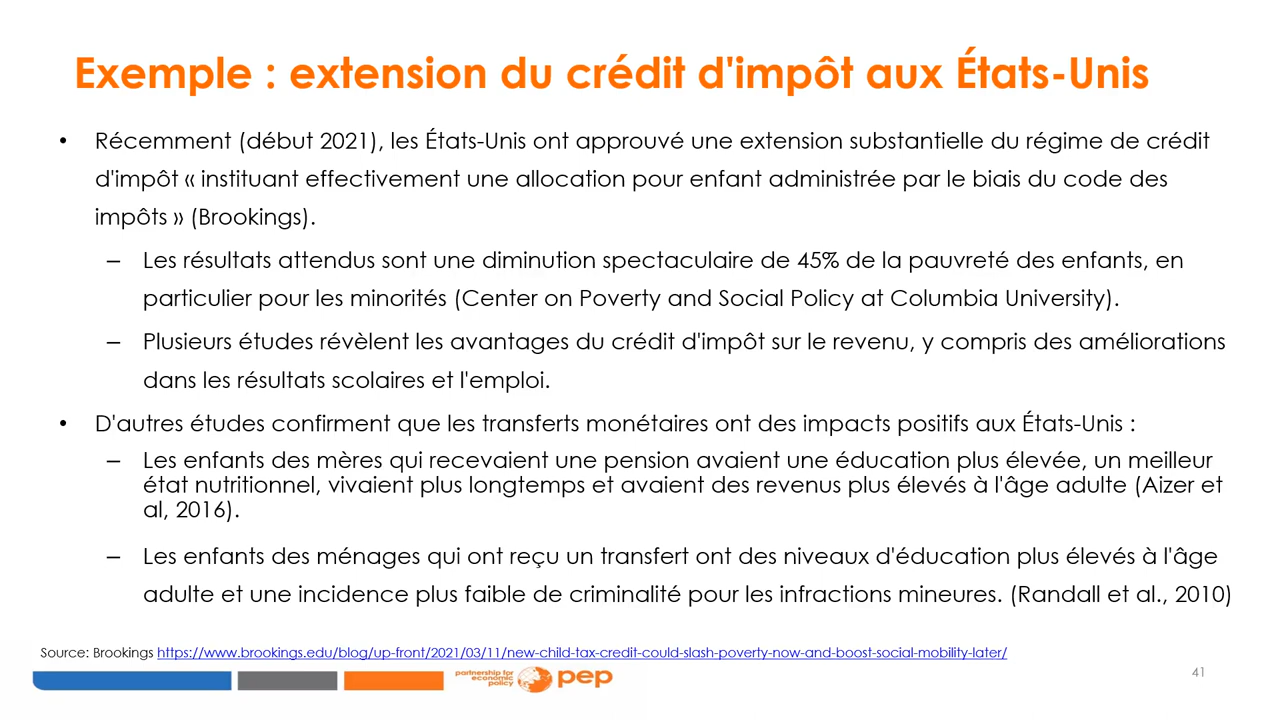 Exemple : extension du crédit d'impôt aux États-Unis
• Récemment (début 2021), les États-Unis ont approuvé une extension substantielle du régime de crédit
d'impôt « instituant effectivement une allocation pour enfant administrée par le biais du code des
impôts » (Brookings).
– Les résultats attendus sont une diminution spectaculaire de 45% de la pauvreté des enfants, en
particulier pour les minorités (Center on Poverty and Social Policy at Columbia University).
– Plusieurs études révèlent les avantages du crédit d'impôt sur le revenu, y compris des améliorations
dans les résultats scolaires et l'emploi.
• D'autres études confirment que les transferts monétaires ont des impacts positifs aux États-Unis :
– Les enfants des mères qui recevaient une pension avaient une éducation plus élevée, un meilleur
état nutritionnel, vivaient plus longtemps et avaient des revenus plus élevés à l'âge adulte (Aizer et
al, 2016).
– Les enfants des ménages qui ont reçu un transfert ont des niveaux d'éducation plus élevés à l'âge
adulte et une incidence plus faible de criminalité pour les infractions mineures. (Randall et al., 2010)
Source: Brookings https://www.brookings.edu/blog/up-front/2021/03/11/new-child-tax-credit-could-slash-poverty-now-and-boost-social-mobility-later/
partnership for
economic
policy
pep
41